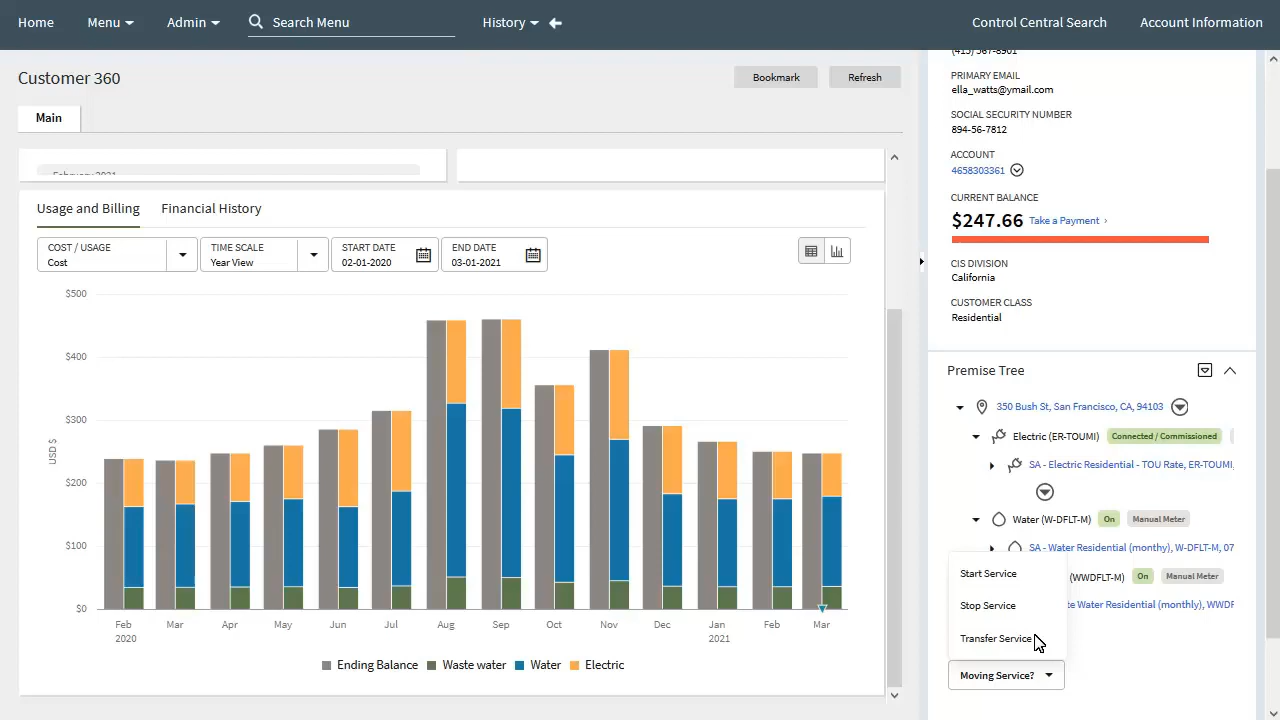 Home
Menu
Admin
Search Menu
History
Control Central Search
Account Information
Customer 360
Bookmark
Refresh
Main
February 2021
Usage and Billing
Financial History
COST / USAGE
Cost
TIME SCALE
Year View
START DATE
02-01-2020
END DATE
03-01-2021
$500
$400
$300
$200
$100
$0
USD $
Feb
2020
Mar
Apr
May
Jun
Jul
Aug
Sep
Oct
Nov
Dec
Jan
2021
Feb
Mar
Ending Balance
Waste water
Water
Electric
(415) 567-8901
PRIMARY EMAIL
ella_watts@ymail.com
SOCIAL SECURITY NUMBER
894-56-7812
ACCOUNT
4658303361
CURRENT BALANCE
$247.66 Take a Payment ›
CIS DIVISION
California
CUSTOMER CLASS
Residential
Premise Tree
350 Bush St, San Francisco, CA, 94103
Electric (ER-TOUMI) Connected / Commissioned
SA - Electric Residential - TOU Rate, ER-TOUMI,
Water (W-DFLT-M) On Manual Meter
SA - Water Residential (monthy), W-DFLT-M, 07
(WWDFLT-M) On Manual Meter
te Water Residential (monthly), WWDF
Start Service
Stop Service
Transfer Service
Moving Service?